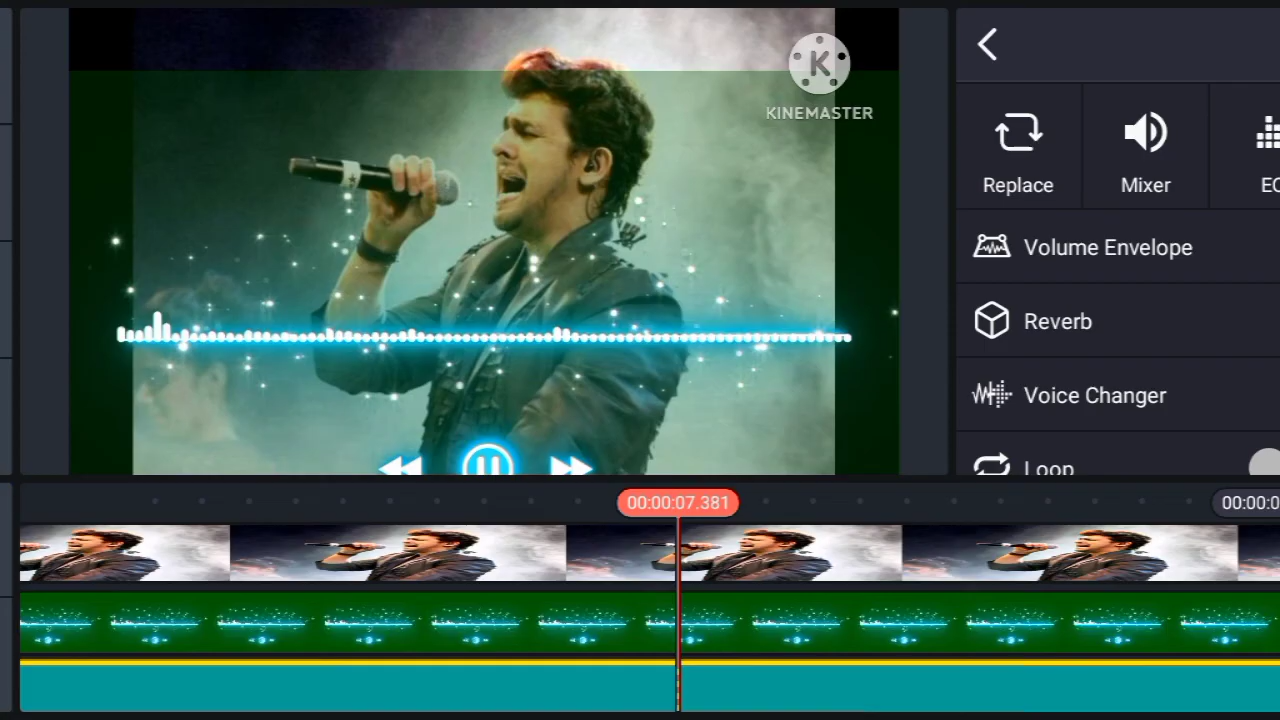 K
KINEMASTER
Replace
Mixer
EQ
Volume Envelope
Reverb
Voice Changer
Loop
00:00:07.381
00:00:0